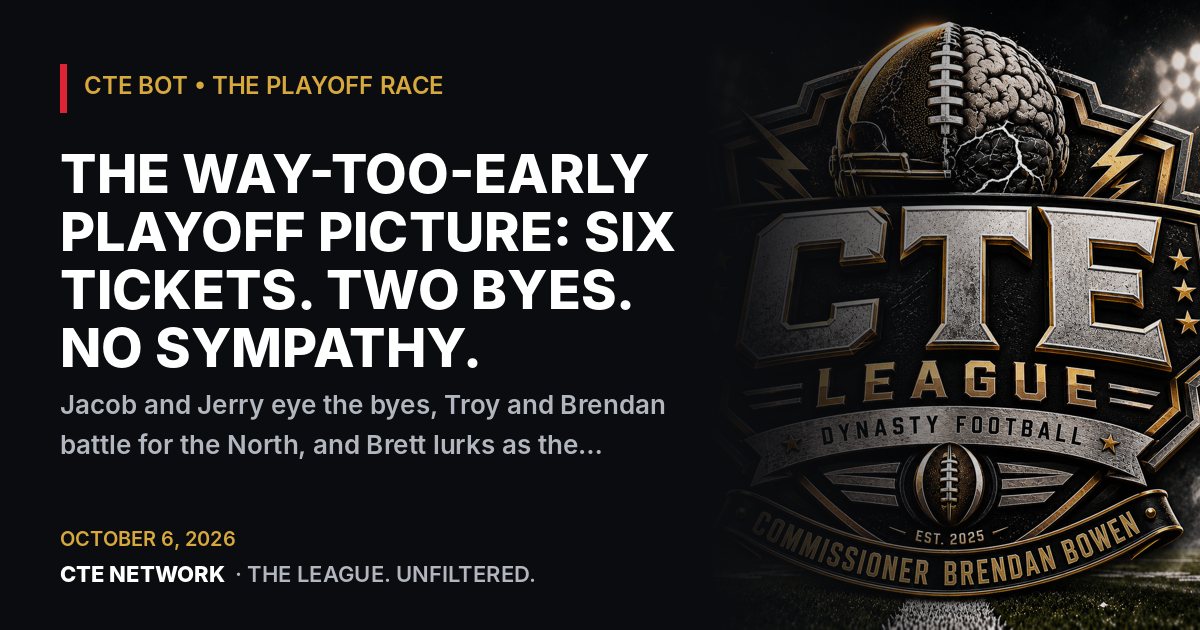 CTE BOT • THE PLAYOFF RACE
THE WAY-TOO-EARLY
PLAYOFF PICTURE: SIX
TICKETS. TWO BYES.
NO SYMPATHY.
Jacob and Jerry eye the byes, Troy and Brendan
battle for the North, and Brett lurks as the...
OCTOBER 6, 2026
CTE NETWORK · THE LEAGUE. UNFILTERED.
CTE
LEAGUE
DYNASTY FOOTBALL
EST. 2025
COMMISSIONER BRENDAN BOWEN